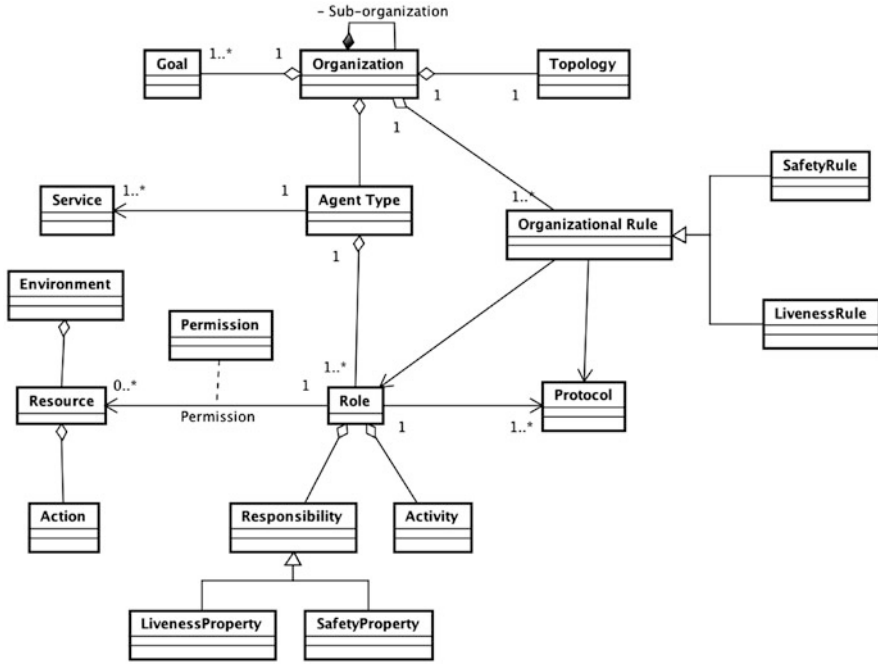 - Sub-organization
Goal
1..*
1
Organization
1
1
Topology
1
Service
1..*
1
Agent Type
1..*
Organizational Rule
SafetyRule
1
Environment
Permission
LivenessRule
1..*
Resource
0..*
Permission
1
Role
1
1..*
Protocol
Action
Responsibility
Activity
LivenessProperty
SafetyProperty